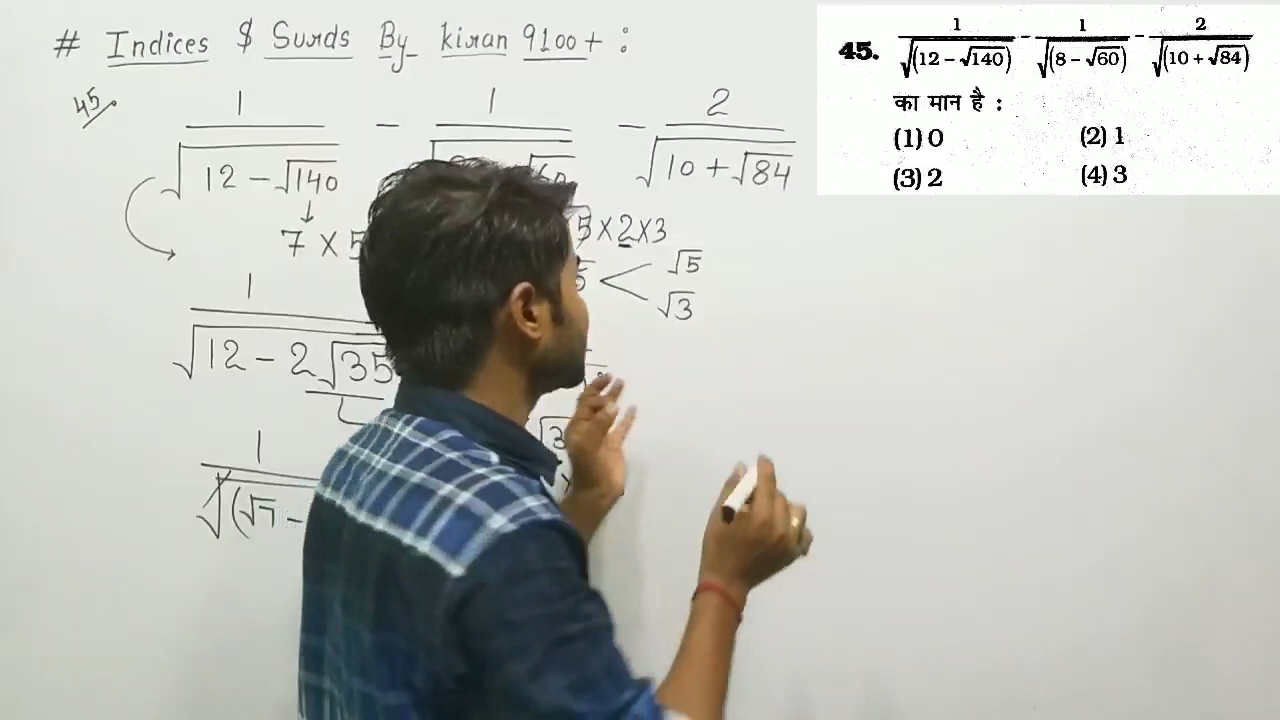 # Indices $ Surds By kiran 9100+ :
45. 1/√(12 - √140) - 1/ - 2/√(10 + √84)
7 × 5
5 × 2 × 3
√5
√3
1/√(12 - 2√35
1/√(√7 -
45. 1/√(12 - √140) - 1/√(8 - √60) - 2/√(10 + √84)
का मान है :
(1) 0 (2) 1
(3) 2 (4) 3